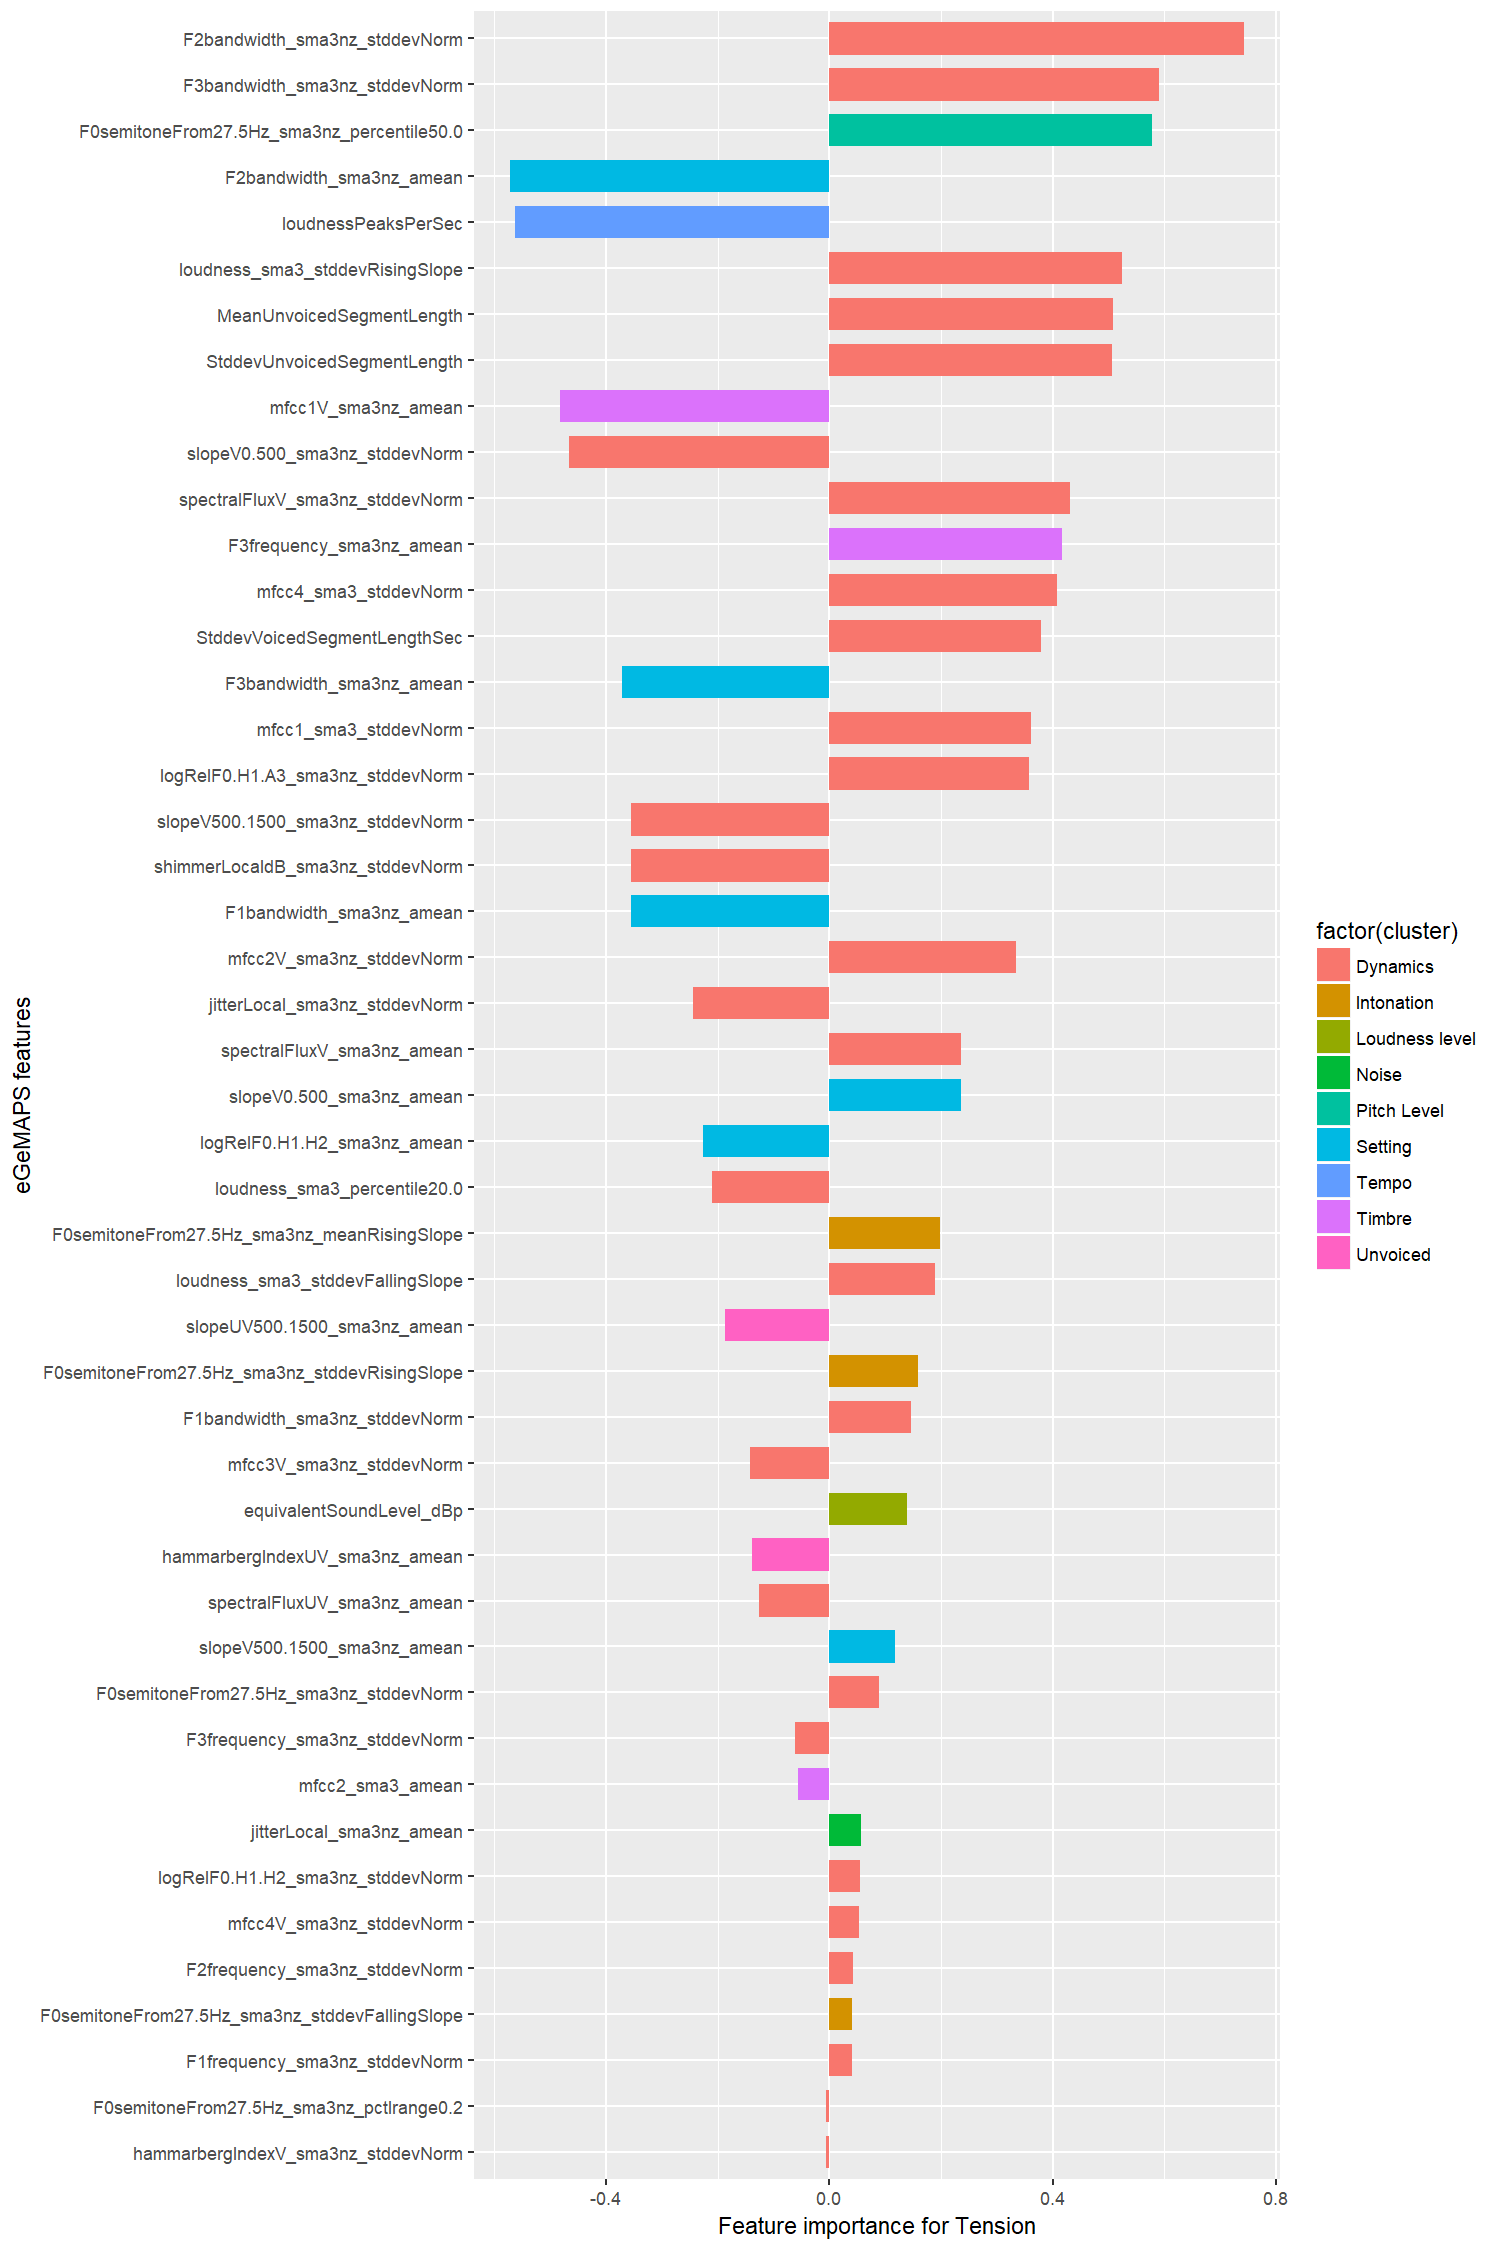 F2bandwidth_sma3nz_stddevNorm
F3bandwidth_sma3nz_stddevNorm
F0semitoneFrom27.5Hz_sma3nz_percentile50.0
F2bandwidth_sma3nz_amean
loudnessPeaksPerSec
loudness_sma3_stddevRisingSlope
MeanUnvoicedSegmentLength
StddevUnvoicedSegmentLength
mfcc1V_sma3nz_amean
slopeV0.500_sma3nz_stddevNorm
spectralFluxV_sma3nz_stddevNorm
F3frequency_sma3nz_amean
mfcc4_sma3_stddevNorm
StddevVoicedSegmentLengthSec
F3bandwidth_sma3nz_amean
mfcc1_sma3_stddevNorm
logRelF0.H1.A3_sma3nz_stddevNorm
slopeV500.1500_sma3nz_stddevNorm
shimmerLocaldB_sma3nz_stddevNorm
F1bandwidth_sma3nz_amean
mfcc2V_sma3nz_stddevNorm
jitterLocal_sma3nz_stddevNorm
spectralFluxV_sma3nz_amean
slopeV0.500_sma3nz_amean
logRelF0.H1.H2_sma3nz_amean
loudness_sma3_percentile20.0
F0semitoneFrom27.5Hz_sma3nz_meanRisingSlope
loudness_sma3_stddevFallingSlope
slopeUV500.1500_sma3nz_amean
F0semitoneFrom27.5Hz_sma3nz_stddevRisingSlope
F1bandwidth_sma3nz_stddevNorm
mfcc3V_sma3nz_stddevNorm
equivalentSoundLevel_dBp
hammarbergIndexUV_sma3nz_amean
spectralFluxUV_sma3nz_amean
slopeV500.1500_sma3nz_amean
F0semitoneFrom27.5Hz_sma3nz_stddevNorm
F3frequency_sma3nz_stddevNorm
mfcc2_sma3_amean
jitterLocal_sma3nz_amean
logRelF0.H1.H2_sma3nz_stddevNorm
mfcc4V_sma3nz_stddevNorm
F2frequency_sma3nz_stddevNorm
F0semitoneFrom27.5Hz_sma3nz_stddevFallingSlope
F1frequency_sma3nz_stddevNorm
F0semitoneFrom27.5Hz_sma3nz_pctlrange0.2
hammarbergIndexV_sma3nz_stddevNorm
eGeMAPS features
-0.4 0.0 0.4 0.8
Feature importance for Tension
factor(cluster)
Dynamics
Intonation
Loudness level
Noise
Pitch Level
Setting
Tempo
Timbre
Unvoiced